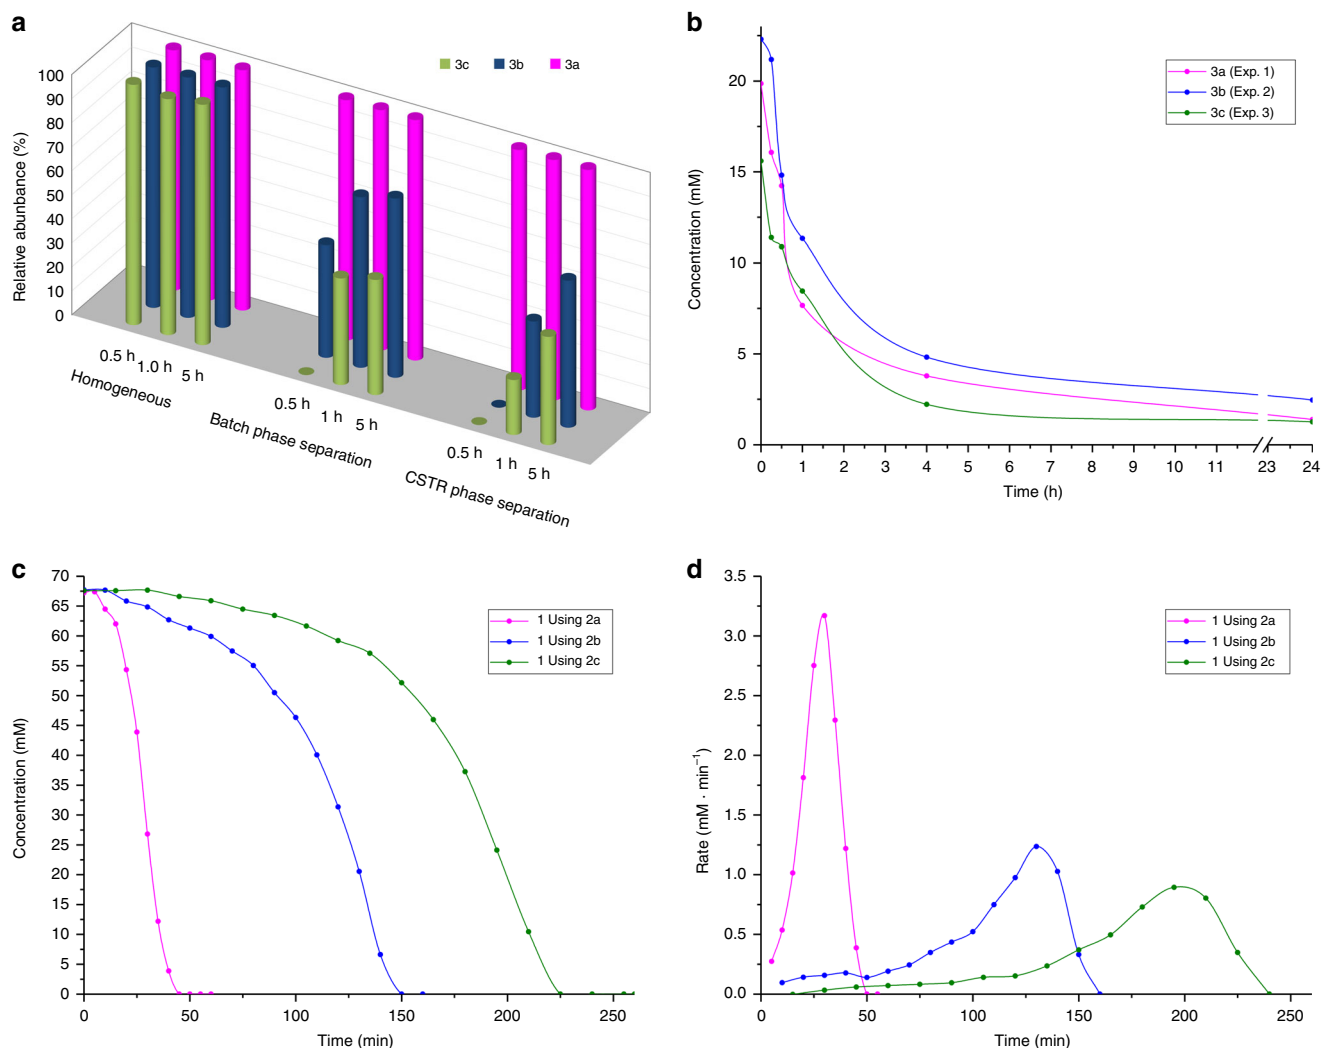 a
3c 3b 3a
Relative abunbance (%)
100
90
80
70
60
50
40
30
20
10
0
0.5 h 1.0 h 5 h
Homogeneous
0.5 h 1 h 5 h
Batch phase separation
0.5 h 1 h 5 h
CSTR phase separation
b
3a (Exp. 1)
3b (Exp. 2)
3c (Exp. 3)
Concentration (mM)
20
15
10
5
0
0 1 2 3 4 5 6 7 8 9 10 11 23 24
Time (h)
c
1 Using 2a
1 Using 2b
1 Using 2c
Concentration (mM)
70
65
60
55
50
45
40
35
30
25
20
15
10
5
0
0 50 100 150 200 250
Time (min)
d
1 Using 2a
1 Using 2b
1 Using 2c
Rate (mM · min⁻¹)
3.5
3.0
2.5
2.0
1.5
1.0
0.5
0.0
0 50 100 150 200 250
Time (min)